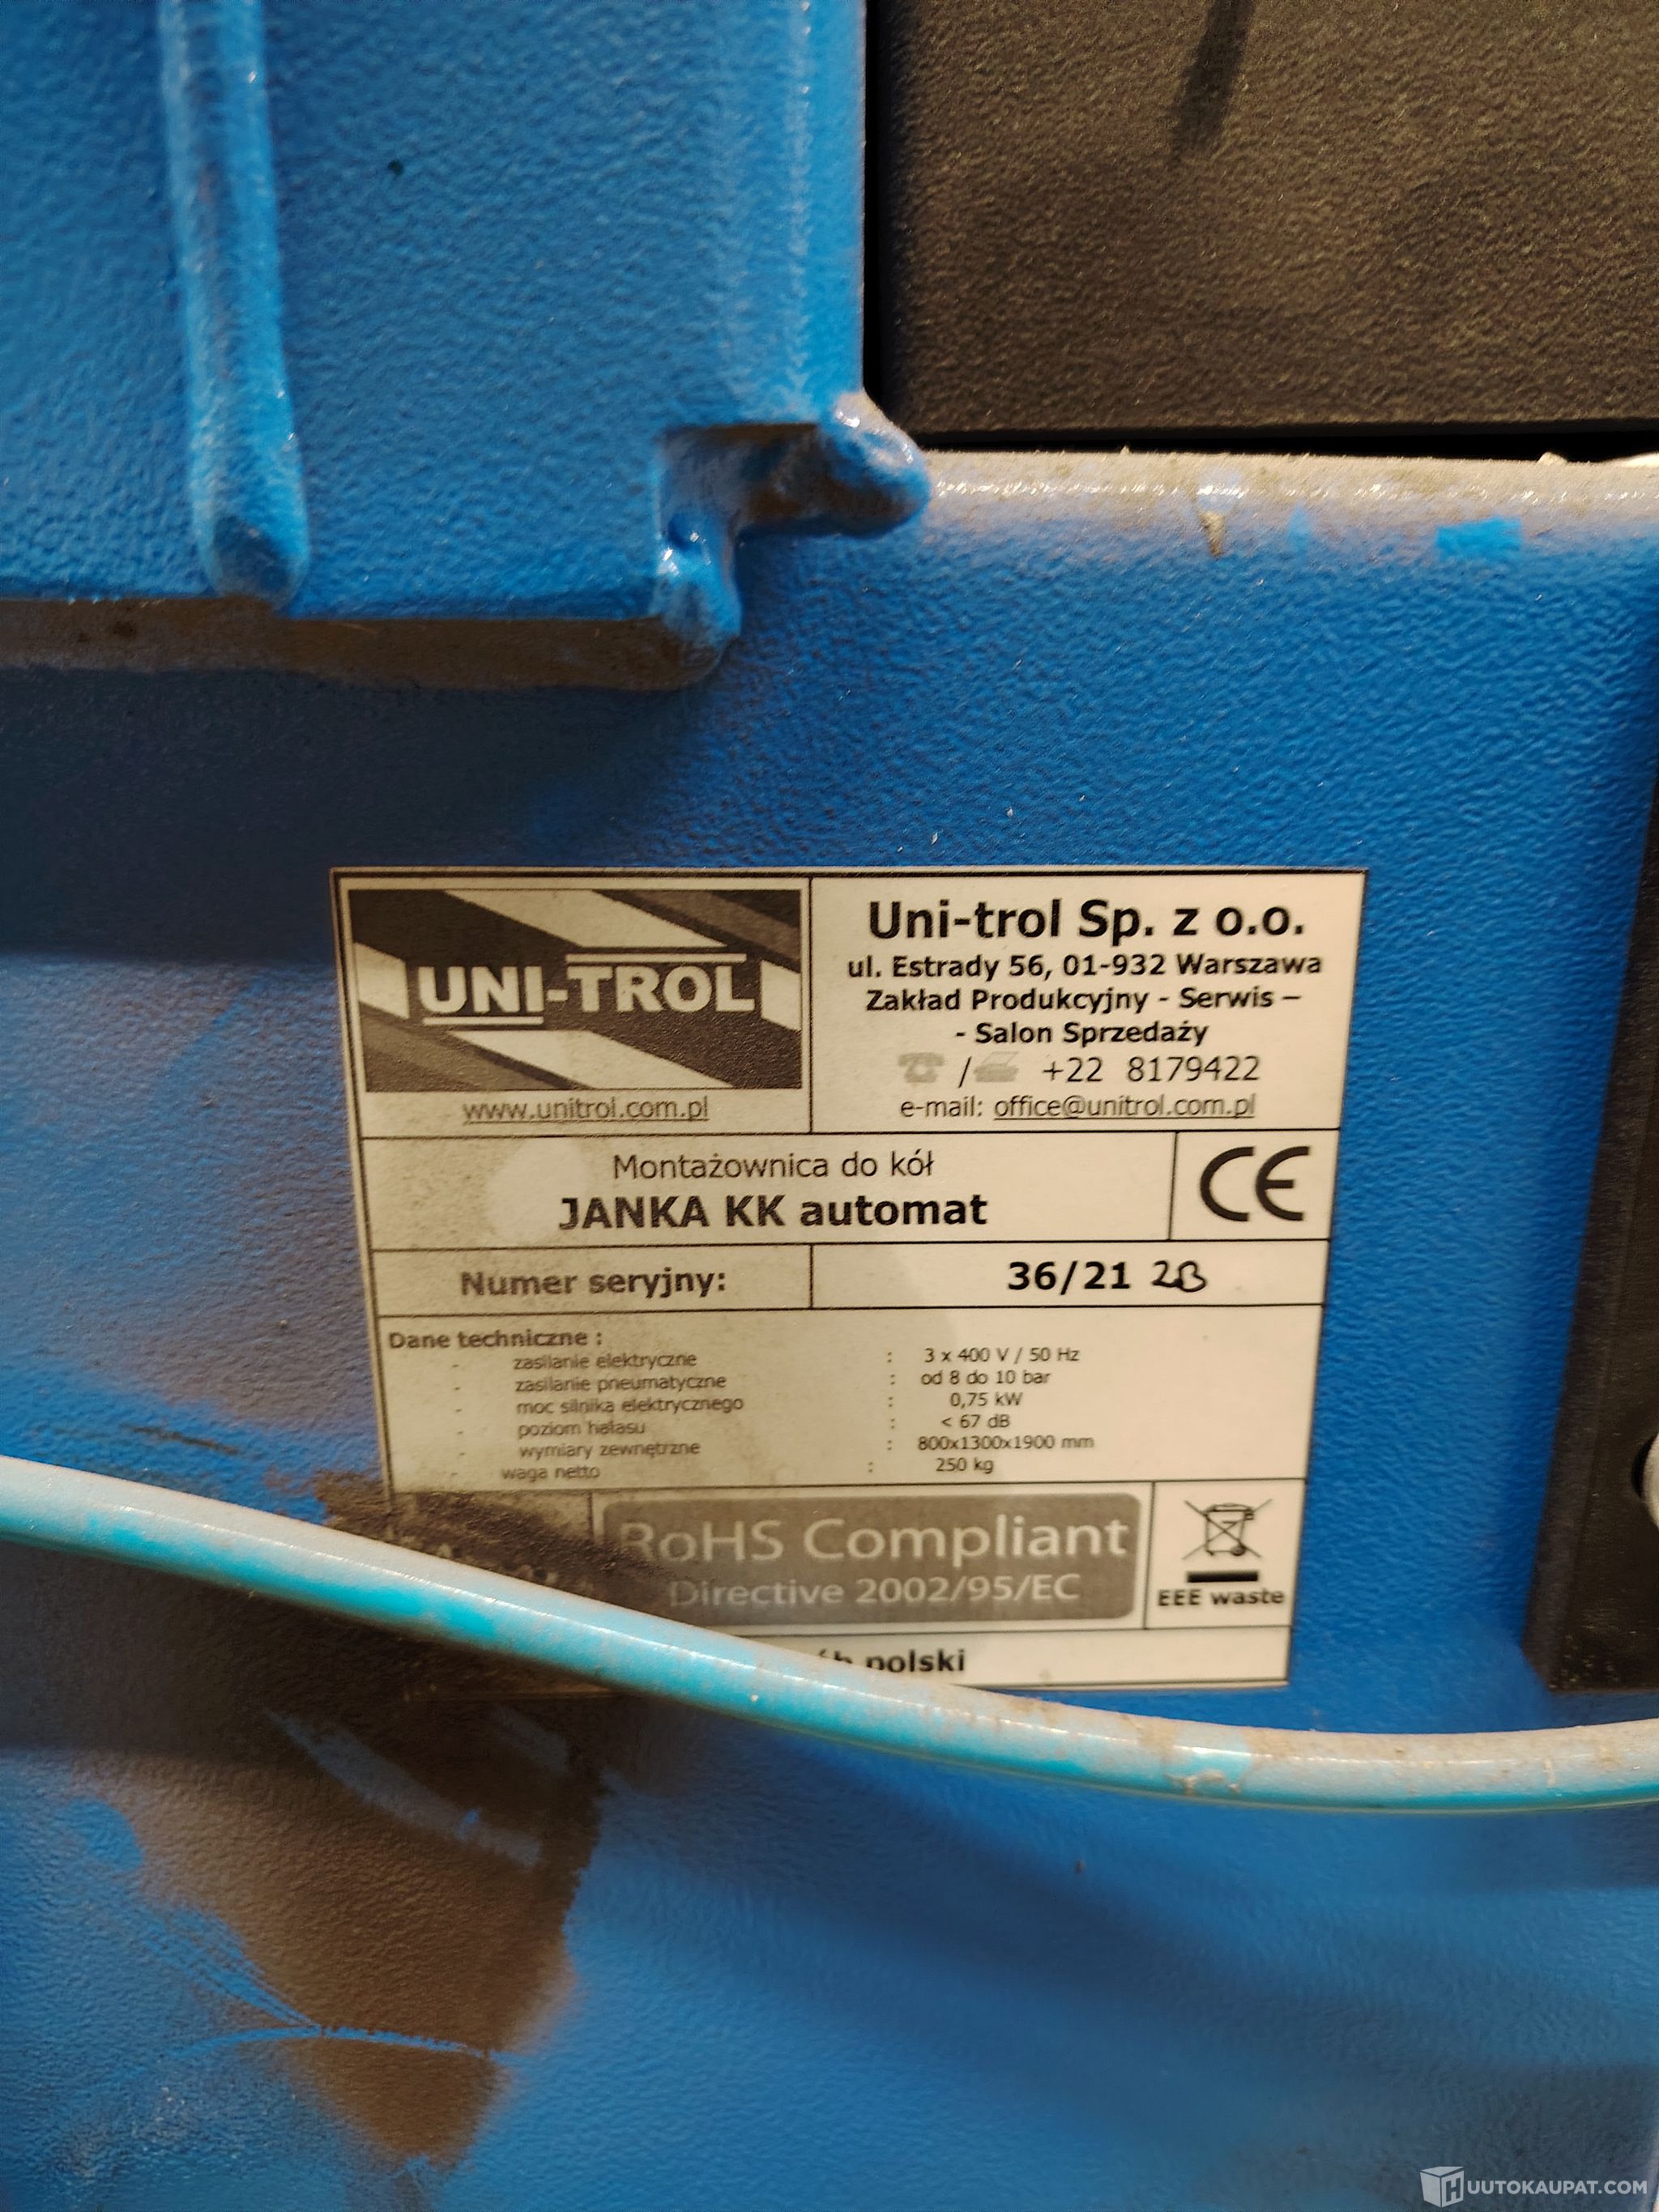 UNI-TROL
www.unitrol.com.pl
Uni-trol Sp. z o.o.
ul. Estrady 56, 01-932 Warszawa
Zakład Produkcyjny - Serwis –
- Salon Sprzedaży
/ +22 8179422
e-mail: office@unitrol.com.pl
Montażownica do kół
JANKA KK automat
CE
Numer seryjny:
36/21
Dane techniczne :
- zasilanie elektryczne : 3 x 400 V / 50 Hz
- zasilanie pneumatyczne : od 8 do 10 bar
- moc silnika elektrycznego : 0,75 kW
- poziom hałasu : < 67 dB
- wymiary zewnętrzne : 800x1300x1900 mm
- waga netto : 250 kg
RoHS Compliant
Directive 2002/95/EC
EEE waste
polski
HUUTOKAUPAT.COM